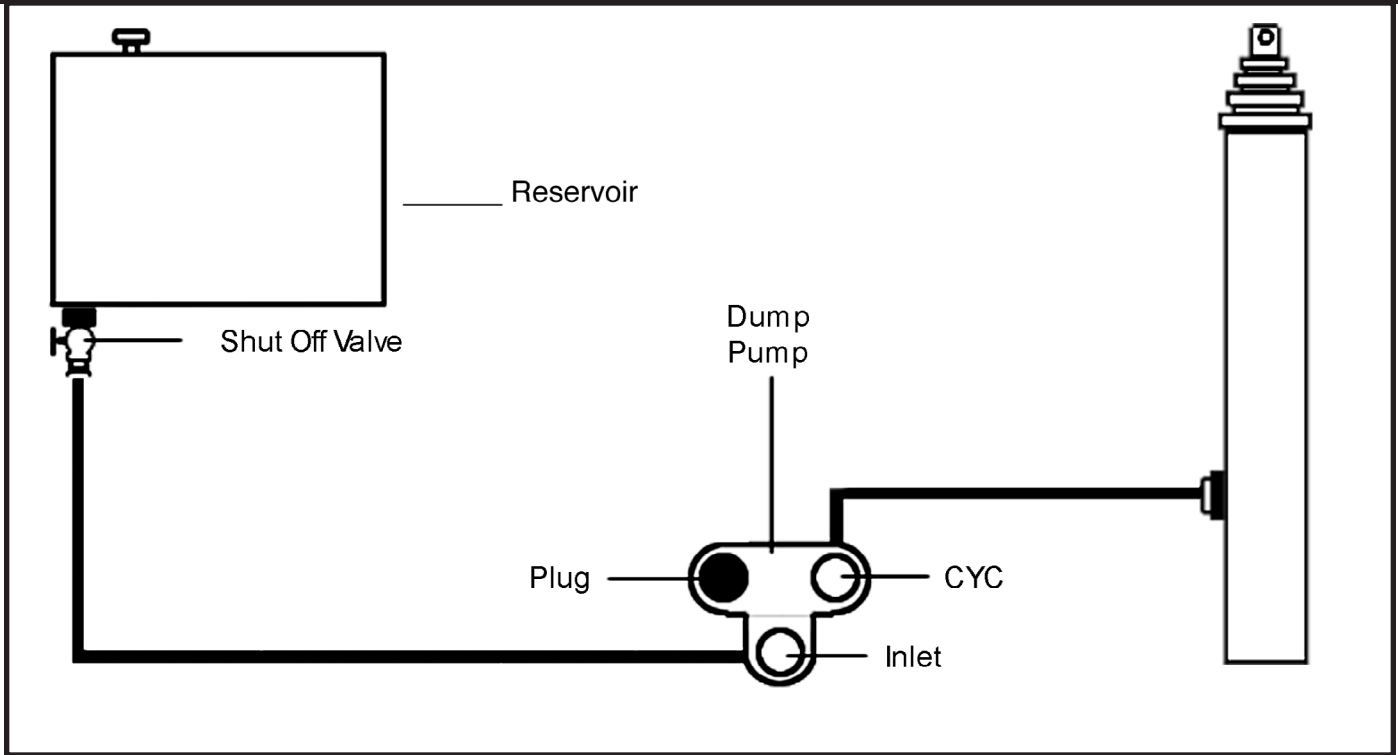 Reservoir
Shut Off Valve
Dump
Pump
Plug
CYC
Inlet